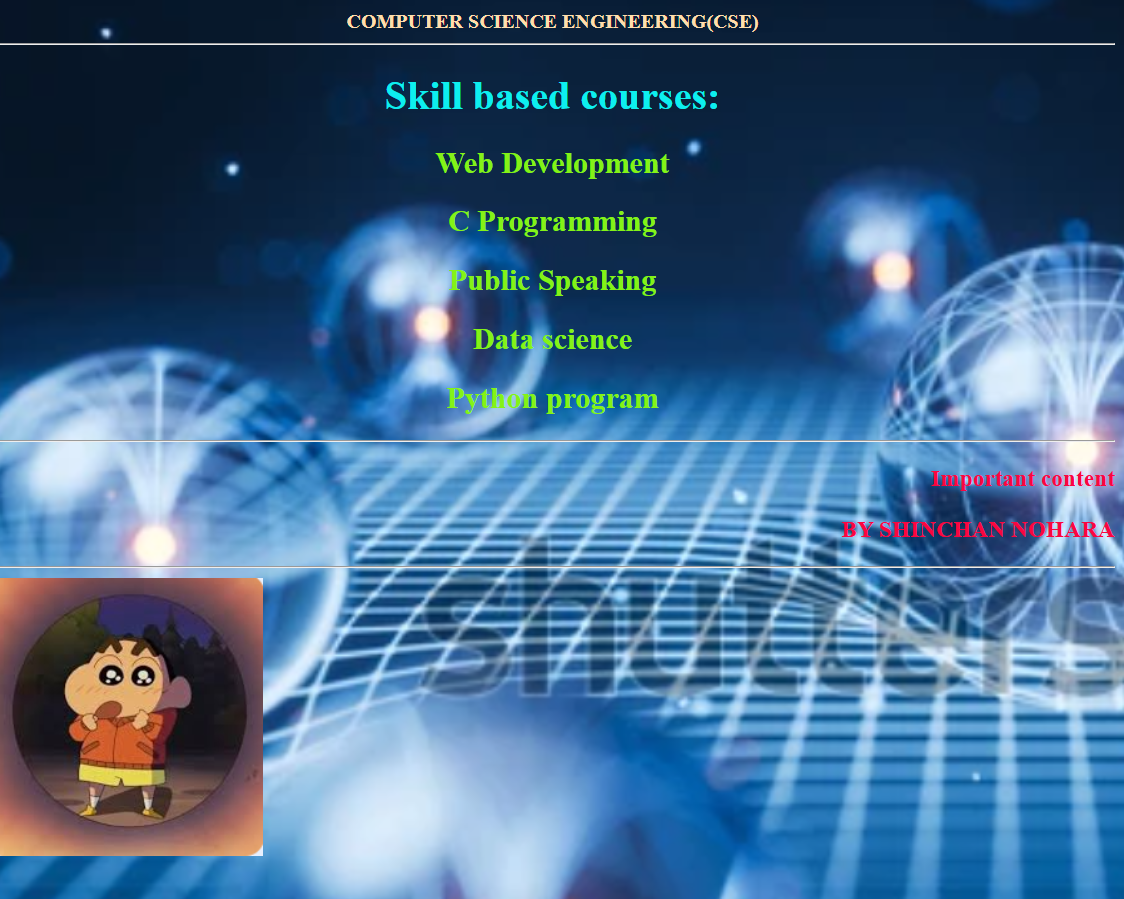 COMPUTER SCIENCE ENGINEERING(CSE)
Skill based courses:
Web Development
C Programming
Public Speaking
Data science
Python program
Important content
BY SHINCHAN NOHARA
shutters